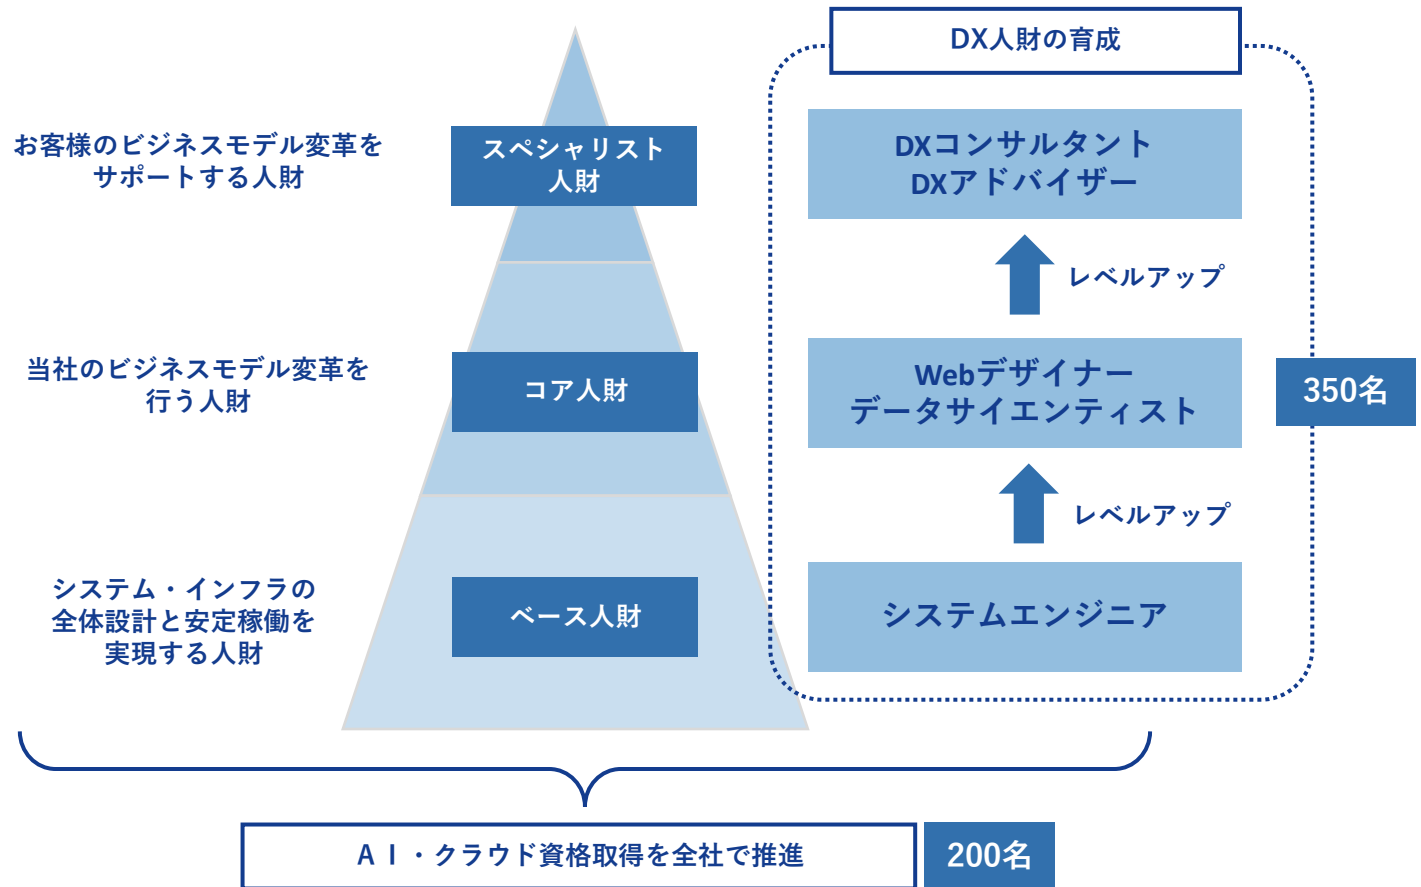 DX人財の育成
お客様のビジネスモデル変革を
サポートする人財
スペシャリスト
人財
DXコンサルタント
DXアドバイザー
レベルアップ
当社のビジネスモデル変革を
行う人財
コア人財
Webデザイナー
データサイエンティスト
350名
レベルアップ
システム・インフラの
全体設計と安定稼働を
実現する人財
ベース人財
システムエンジニア
AI・クラウド資格取得を全社で推進
200名